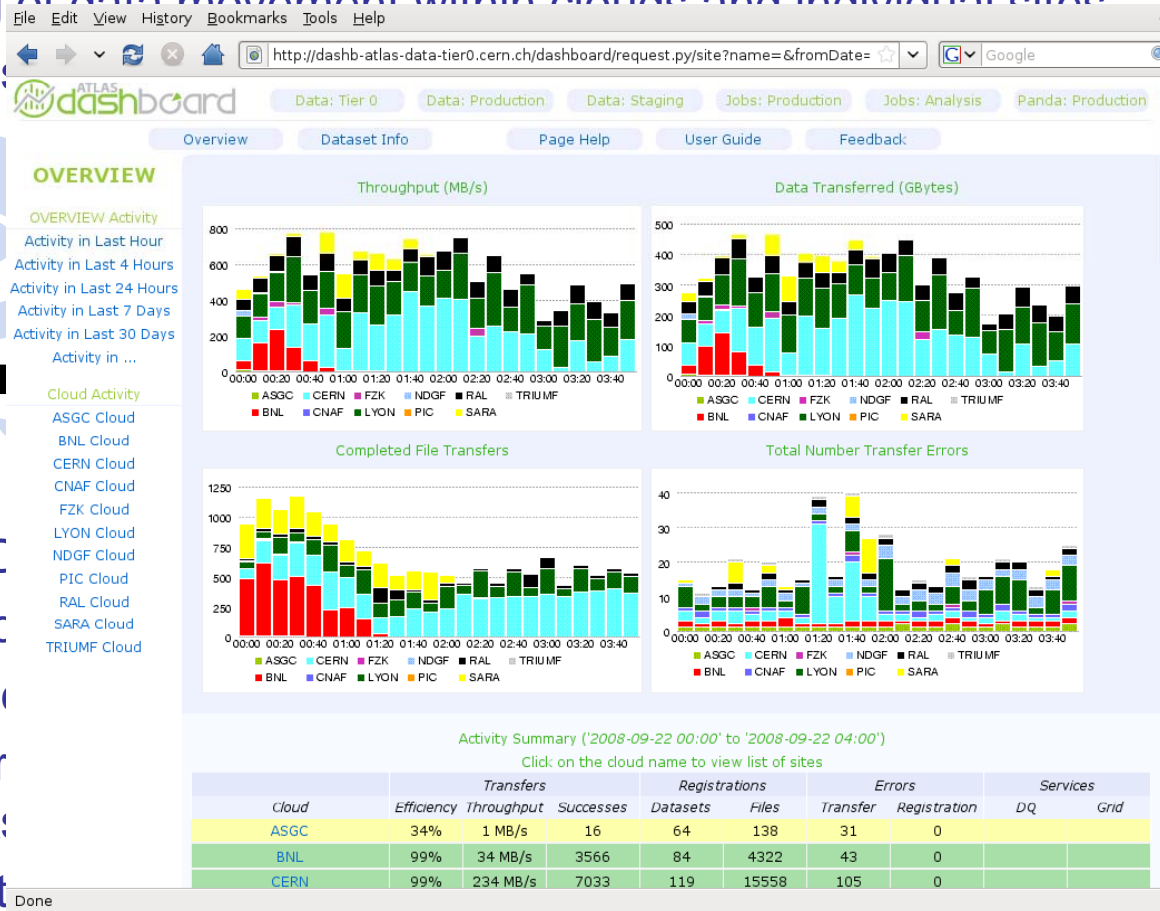 of data movement within clouds and individual sites
File Edit View History Bookmarks Tools Help
http://dashb-atlas-data-tier0.cern.ch/dashboard/request.py/site?name=&fromDate= Google
ATLAS dashboard
Data: Tier 0 Data: Production Data: Staging Jobs: Production Jobs: Analysis Panda: Production
Overview Dataset Info Page Help User Guide Feedback
OVERVIEW
OVERVIEW Activity
Activity in Last Hour
Activity in Last 4 Hours
Activity in Last 24 Hours
Activity in Last 7 Days
Activity in Last 30 Days
Activity in ...
Cloud Activity
ASGC Cloud
BNL Cloud
CERN Cloud
CNAF Cloud
FZK Cloud
LYON Cloud
NDGF Cloud
PIC Cloud
RAL Cloud
SARA Cloud
TRIUMF Cloud
Throughput (MB/s)
800
600
400
200
0
00:00 00:20 00:40 01:00 01:20 01:40 02:00 02:20 02:40 03:00 03:20 03:40
ASGC CERN FZK NDGF RAL TRIUMF
BNL CNAF LYON PIC SARA
Data Transferred (GBytes)
500
400
300
200
100
0
00:00 00:20 00:40 01:00 01:20 01:40 02:00 02:20 02:40 03:00 03:20 03:40
ASGC CERN FZK NDGF RAL TRIUMF
BNL CNAF LYON PIC SARA
Completed File Transfers
1250
1000
750
500
250
0
00:00 00:20 00:40 01:00 01:20 01:40 02:00 02:20 02:40 03:00 03:20 03:40
ASGC CERN FZK NDGF RAL TRIUMF
BNL CNAF LYON PIC SARA
Total Number Transfer Errors
40
30
20
10
0
00:00 00:20 00:40 01:00 01:20 01:40 02:00 02:20 02:40 03:00 03:20 03:40
ASGC CERN FZK NDGF RAL TRIUMF
BNL CNAF LYON PIC SARA
Activity Summary ('2008-09-22 00:00' to '2008-09-22 04:00')
Click on the cloud name to view list of sites
Transfers Registrations Errors Services
Cloud Efficiency Throughput Successes Datasets Files Transfer Registration DQ Grid
ASGC 34% 1 MB/s 16 64 138 31 0
BNL 99% 34 MB/s 3566 84 4322 43 0
CERN 99% 234 MB/s 7033 119 15558 105 0
Done